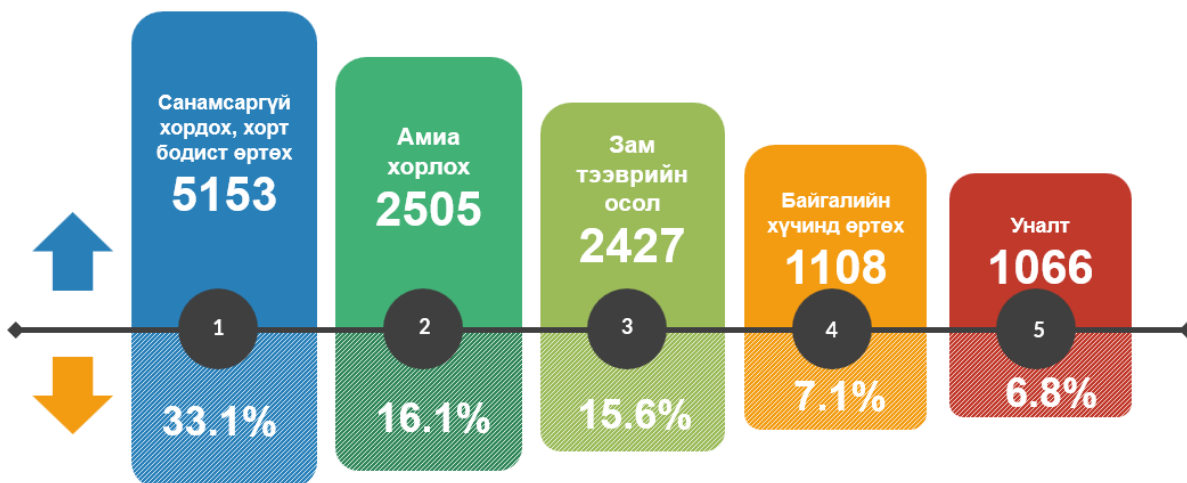 Санамсаргүй
хордох, хорт
бодист өртөх
5153
1
33.1%
Амиа
хорлох
2505
2
16.1%
Зам
тээврийн
осол
2427
3
15.6%
Байгалийн
хүчинд өртөх
1108
4
7.1%
Уналт
1066
5
6.8%